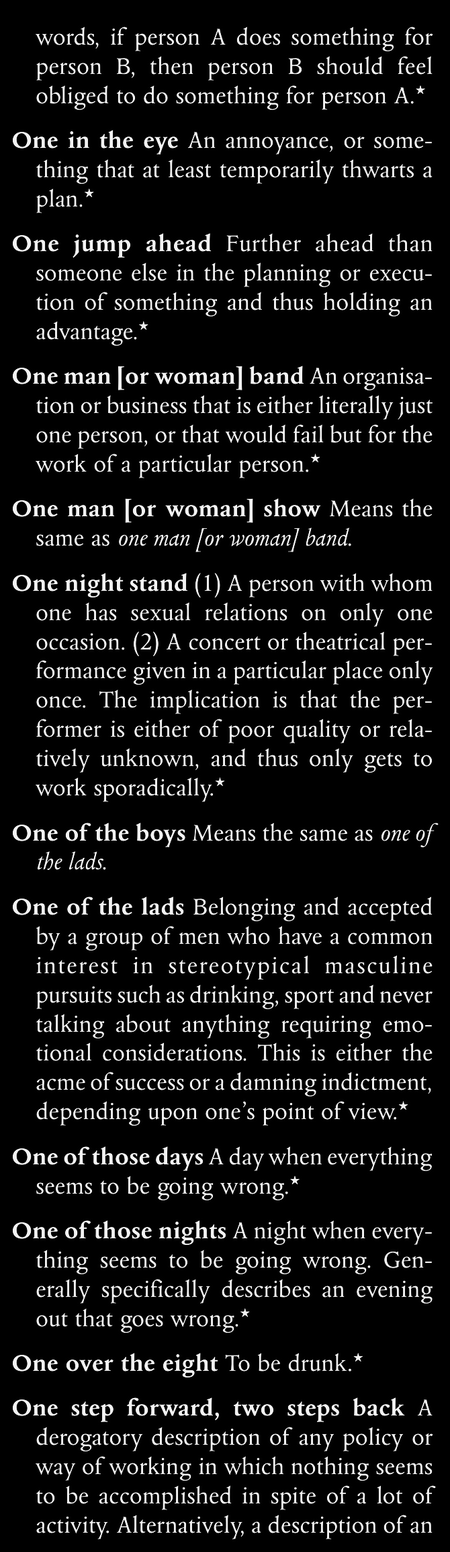 words, if person A does something for
person B, then person B should feel
obliged to do something for person A.★
One in the eye An annoyance, or some-
thing that at least temporarily thwarts a
plan.★
One jump ahead Further ahead than
someone else in the planning or execu-
tion of something and thus holding an
advantage.★
One man [or woman] band An organisa-
tion or business that is either literally just
one person, or that would fail but for the
work of a particular person.★
One man [or woman] show Means the
same as one man [or woman] band.
One night stand (1) A person with whom
one has sexual relations on only one
occasion. (2) A concert or theatrical per-
formance given in a particular place only
once. The implication is that the per-
former is either of poor quality or rela-
tively unknown, and thus only gets to
work sporadically.★
One of the boys Means the same as one of
the lads.
One of the lads Belonging and accepted
by a group of men who have a common
interest in stereotypical masculine
pursuits such as drinking, sport and never
talking about anything requiring emo-
tional considerations. This is either the
acme of success or a damning indictment,
depending upon one's point of view.★
One of those days A day when everything
seems to be going wrong.★
One of those nights A night when every-
thing seems to be going wrong. Gen-
erally specifically describes an evening
out that goes wrong.★
One over the eight To be drunk.★
One step forward, two steps back A
derogatory description of any policy or
way of working in which nothing seems
to be accomplished in spite of a lot of
activity. Alternatively, a description of an